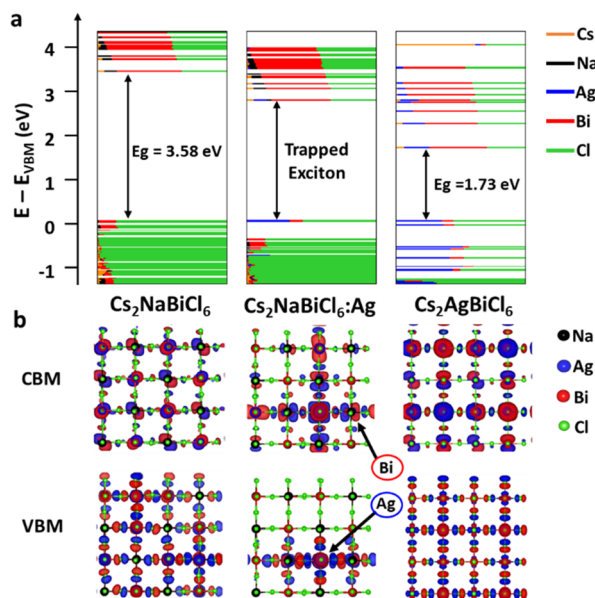 a
E − E_VBM (eV)
4
3
2
1
0
-1
Eg = 3.58 eV
Trapped
Exciton
Eg =1.73 eV
Cs
Na
Ag
Bi
Cl
Cs₂NaBiCl₆
Cs₂NaBiCl₆:Ag
Cs₂AgBiCl₆
b
CBM
VBM
Bi
Ag
Na
Ag
Bi
Cl